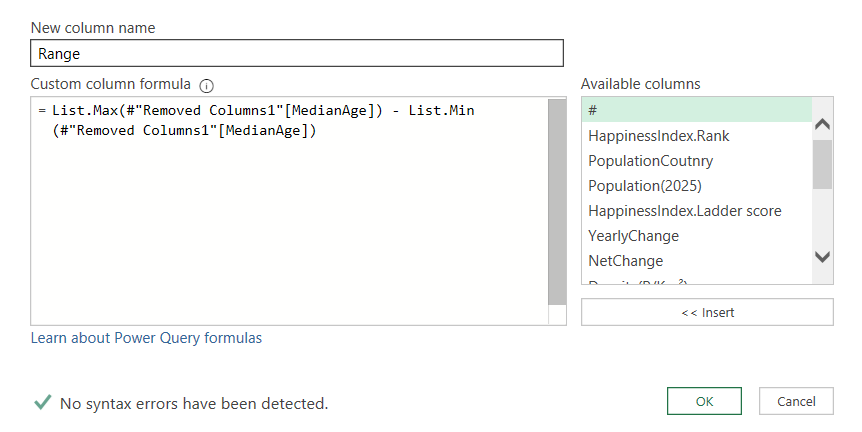 New column name
Range
Custom column formula
Available columns
= List.Max(#"Removed Columns1"[MedianAge]) - List.Min
(#"Removed Columns1"[MedianAge])
#
HappinessIndex.Rank
PopulationCoutnry
Population(2025)
HappinessIndex.Ladder score
YearlyChange
NetChange
<< Insert
Learn about Power Query formulas
No syntax errors have been detected.
OK
Cancel